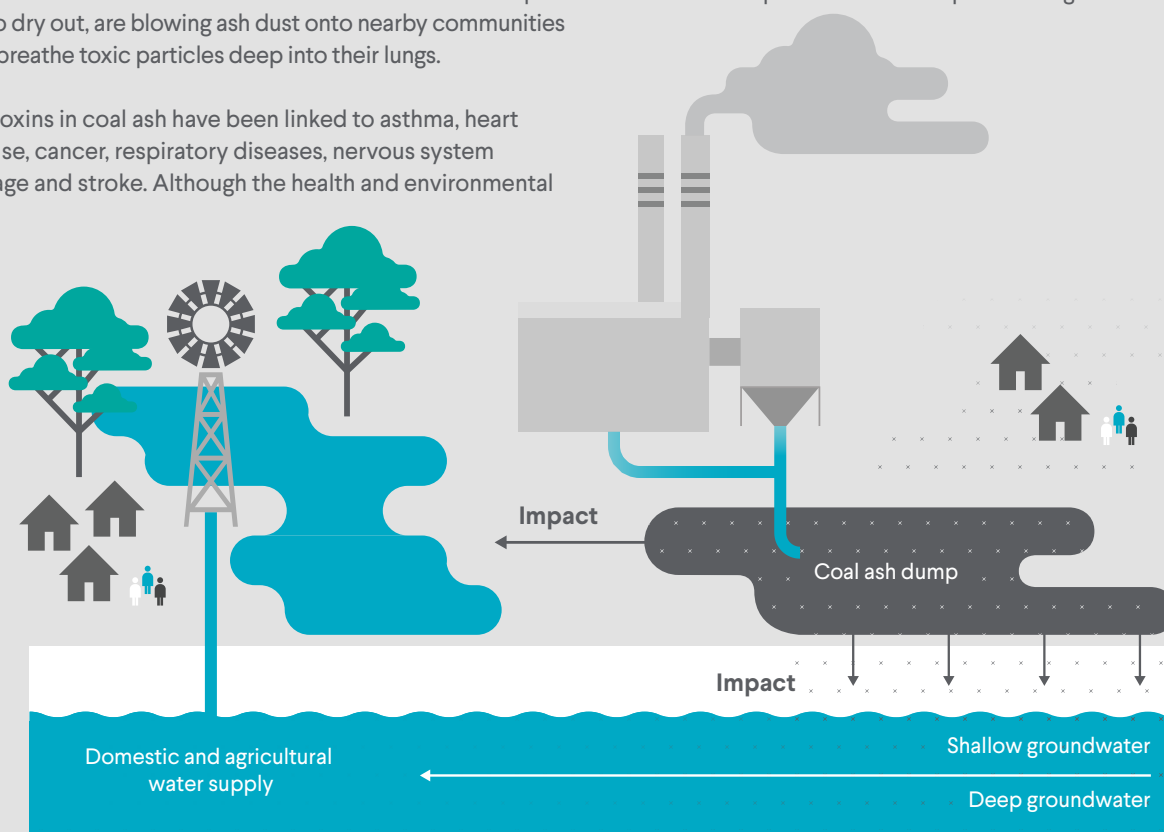 o dry out, are blowing ash dust onto nearby communities
breathe toxic particles deep into their lungs.
oxins in coal ash have been linked to asthma, heart
se, cancer, respiratory diseases, nervous system
age and stroke. Although the health and environmental
Impact
Coal ash dump
Impact
Domestic and agricultural
water supply
Shallow groundwater
Deep groundwater